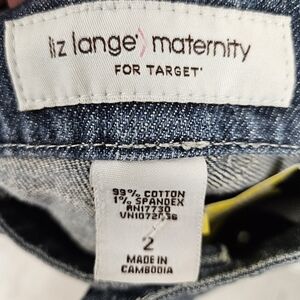 liz lange® maternity
FOR TARGET®
99% COTTON
1% SPANDEX
RN17730
2
MADE IN
CAMBODIA